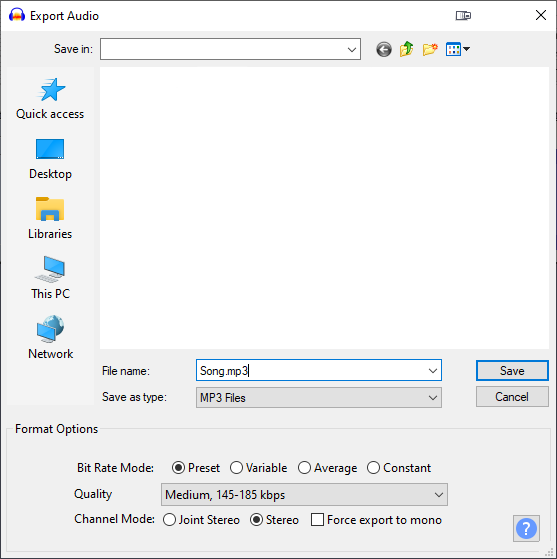 Export Audio
Save in:
Quick access
Desktop
Libraries
This PC
Network
File name: Song.mp3 Save
Save as type: MP3 Files Cancel
Format Options
Bit Rate Mode: Preset Variable Average Constant
Quality Medium, 145-185 kbps
Channel Mode: Joint Stereo Stereo Force export to mono
?